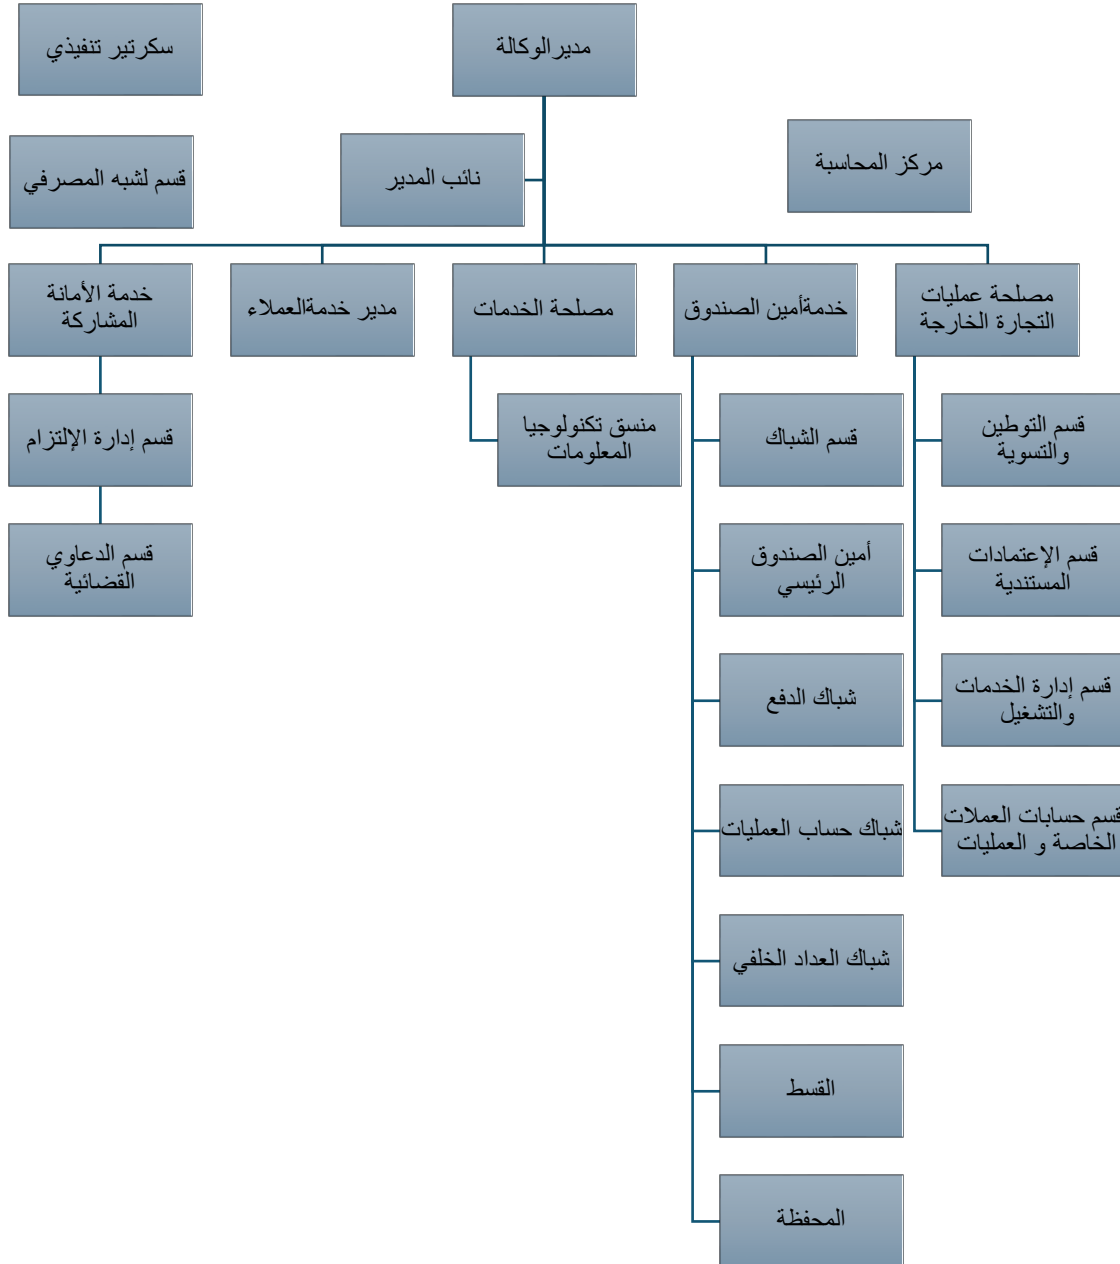 مديرالوكالة
سكرتير تنفيذي
مركز المحاسبة
نائب المدير
قسم لشبه المصرفي
مصلحة عمليات
التجارة الخارجة
خدمةأمين الصندوق
مصلحة الخدمات
مدير خدمةالعملاء
خدمة الأمانة
المشاركة
قسم التوطين
والتسوية
قسم الشباك
منسق تكنولوجيا
المعلومات
قسم إدارة الإلتزام
قسم الإعتمادات
المستندية
أمين الصندوق
الرئيسي
قسم الدعاوي
القضائية
قسم إدارة الخدمات
والتشغيل
شباك الدفع
قسم حسابات العملات
الخاصة و العمليات
شباك حساب العمليات
شباك العداد الخلفي
القسط
المحفظة